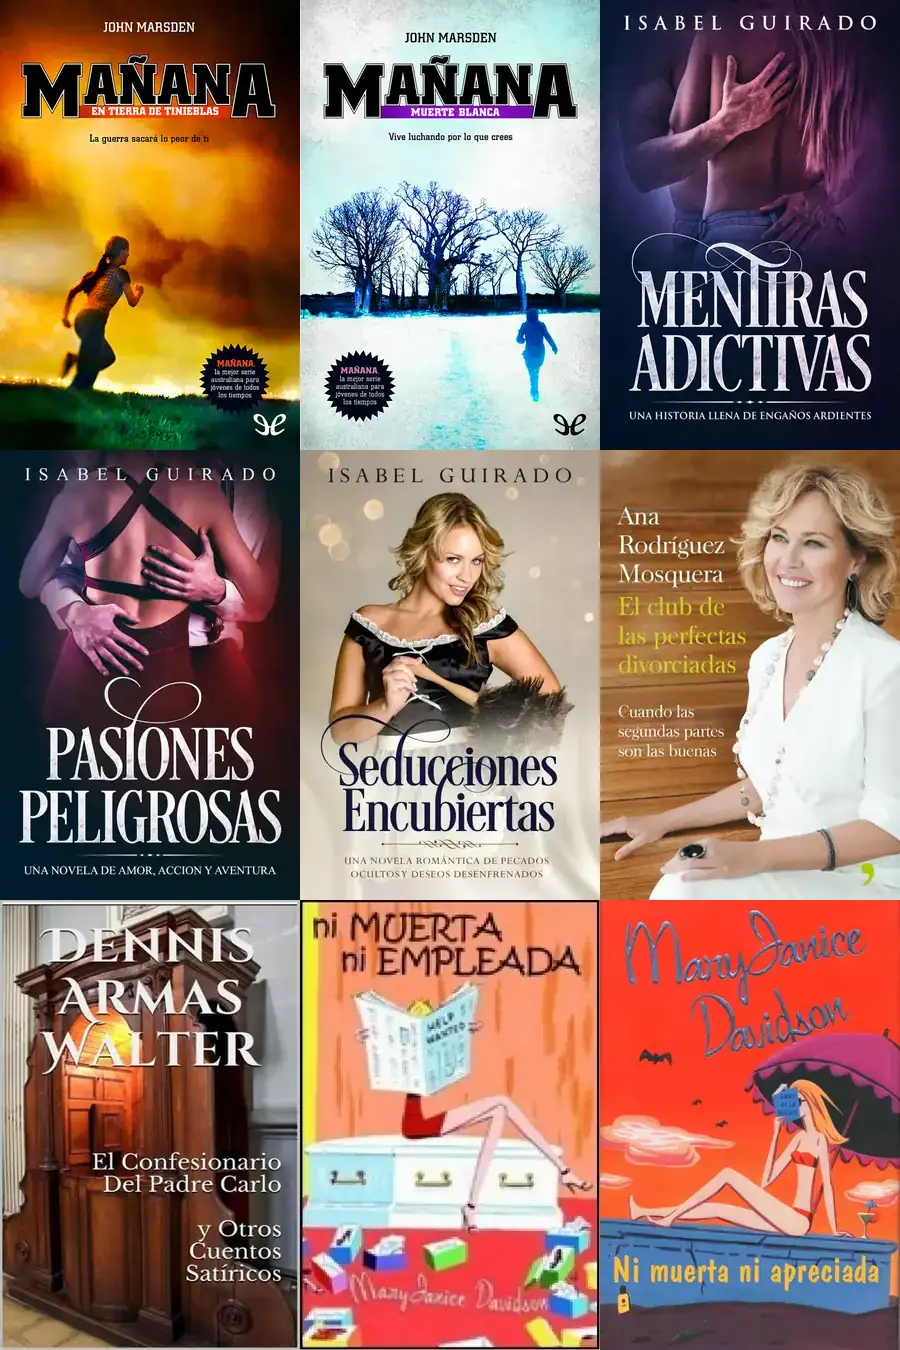 JOHN MARSDEN
MAÑANA
EN TIERRA DE TINIEBLAS
La guerra sacará lo peor de ti
MAÑANA,
la mejor serie
australiana para
jóvenes de todos
los tiempos
JOHN MARSDEN
MAÑANA
MUERTE BLANCA
Vive luchando por lo que crees
MAÑANA,
la mejor serie
australiana para
jóvenes de todos
los tiempos
ISABEL GUIRADO
MENTIRAS
ADICTIVAS
UNA HISTORIA LLENA DE ENGAÑOS ARDIENTES
ISABEL GUIRADO
PASIONES
PELIGROSAS
UNA NOVELA DE AMOR, ACCION Y AVENTURA
ISABEL GUIRADO
Seducciones
Encubiertas
UNA NOVELA ROMÁNTICA DE PECADOS
OCULTOS Y DESEOS DESENFRENADOS
Ana
Rodríguez
Mosquera
El club de
las perfectas
divorciadas
Cuando las
segundas partes
son las buenas
DENNIS
ARMAS
WALTER
El Confesionario
Del Padre Carlo
y Otros
Cuentos
Satíricos
ni MUERTA
ni EMPLEADA
HELP
WANTED
MaryJanice Davidson
MaryJanice
Davidson
Ni muerta ni apreciada